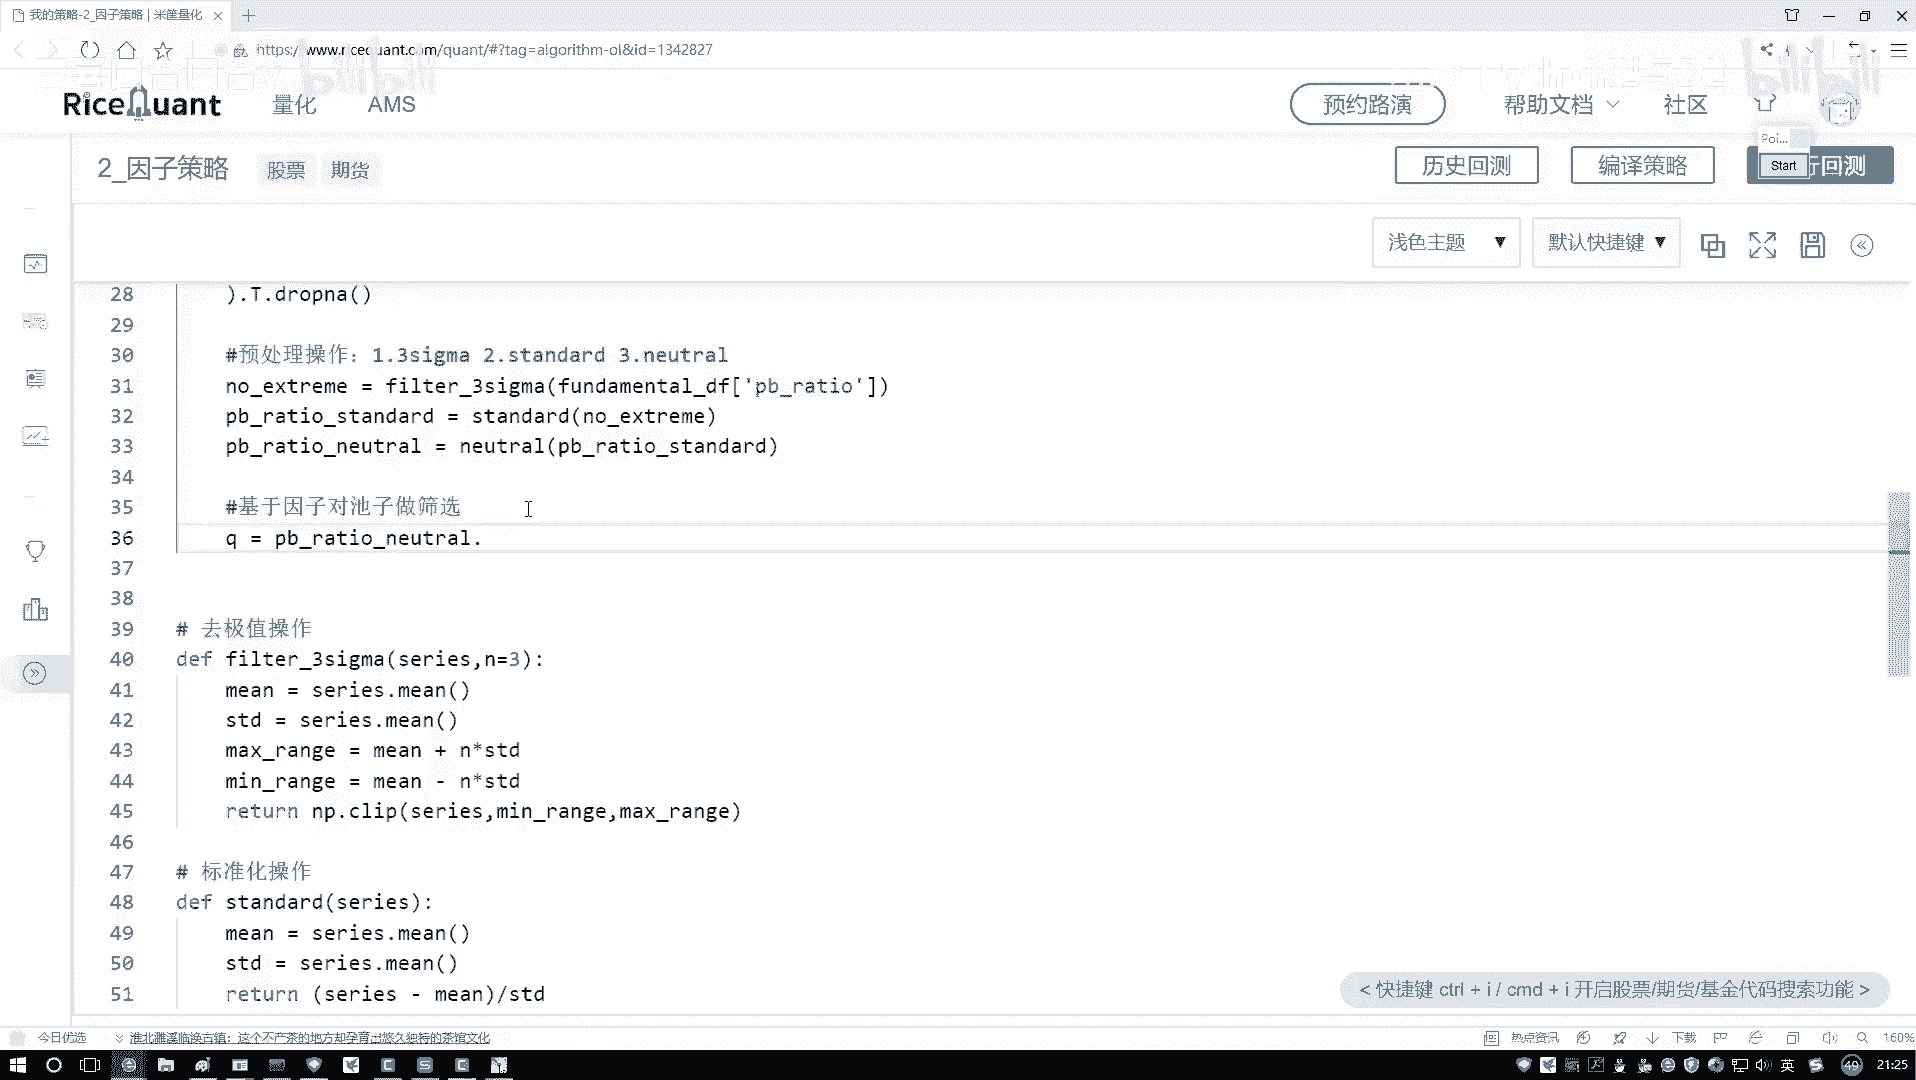 我的策略-2_因子策略 | 米筐量化
https://www.ricequant.com/quant/#?tag=algorithm-ol&id=1342827
bilibili
bilibili
RiceQuant 量化 AMS 预约路演 帮助文档 社区
Poi...
Start
2_因子策略 股票 期货 历史回测 编译策略 行回测
浅色主题 ▼ 默认快捷键 ▼
28 ).T.dropna()
29
30 #预处理操作：1.3sigma 2.standard 3.neutral
31 no_extreme = filter_3sigma(fundamental_df['pb_ratio'])
32 pb_ratio_standard = standard(no_extreme)
33 pb_ratio_neutral = neutral(pb_ratio_standard)
34
35 #基于因子对池子做筛选
36 q = pb_ratio_neutral.
37
38
39 # 去极值操作
40 def filter_3sigma(series,n=3):
41 mean = series.mean()
42 std = series.mean()
43 max_range = mean + n*std
44 min_range = mean - n*std
45 return np.clip(series,min_range,max_range)
46
47 # 标准化操作
48 def standard(series):
49 mean = series.mean()
50 std = series.mean()
51 return (series - mean)/std
< 快捷键 ctrl + i / cmd + i 开启股票/期货/基金代码搜索功能 >
今日优选 淮北濉溪临涣古镇：这个不产茶的地方却孕育出悠久独特的茶馆文化 热点资讯 下载 160%
英 49 21:25